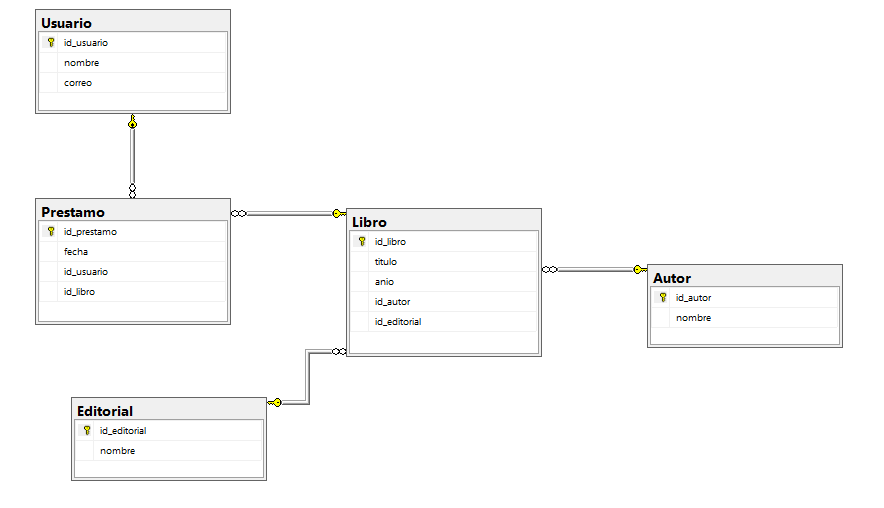 Usuario
id_usuario
nombre
correo
Prestamo
id_prestamo
fecha
id_usuario
id_libro
Libro
id_libro
titulo
anio
id_autor
id_editorial
Autor
id_autor
nombre
Editorial
id_editorial
nombre